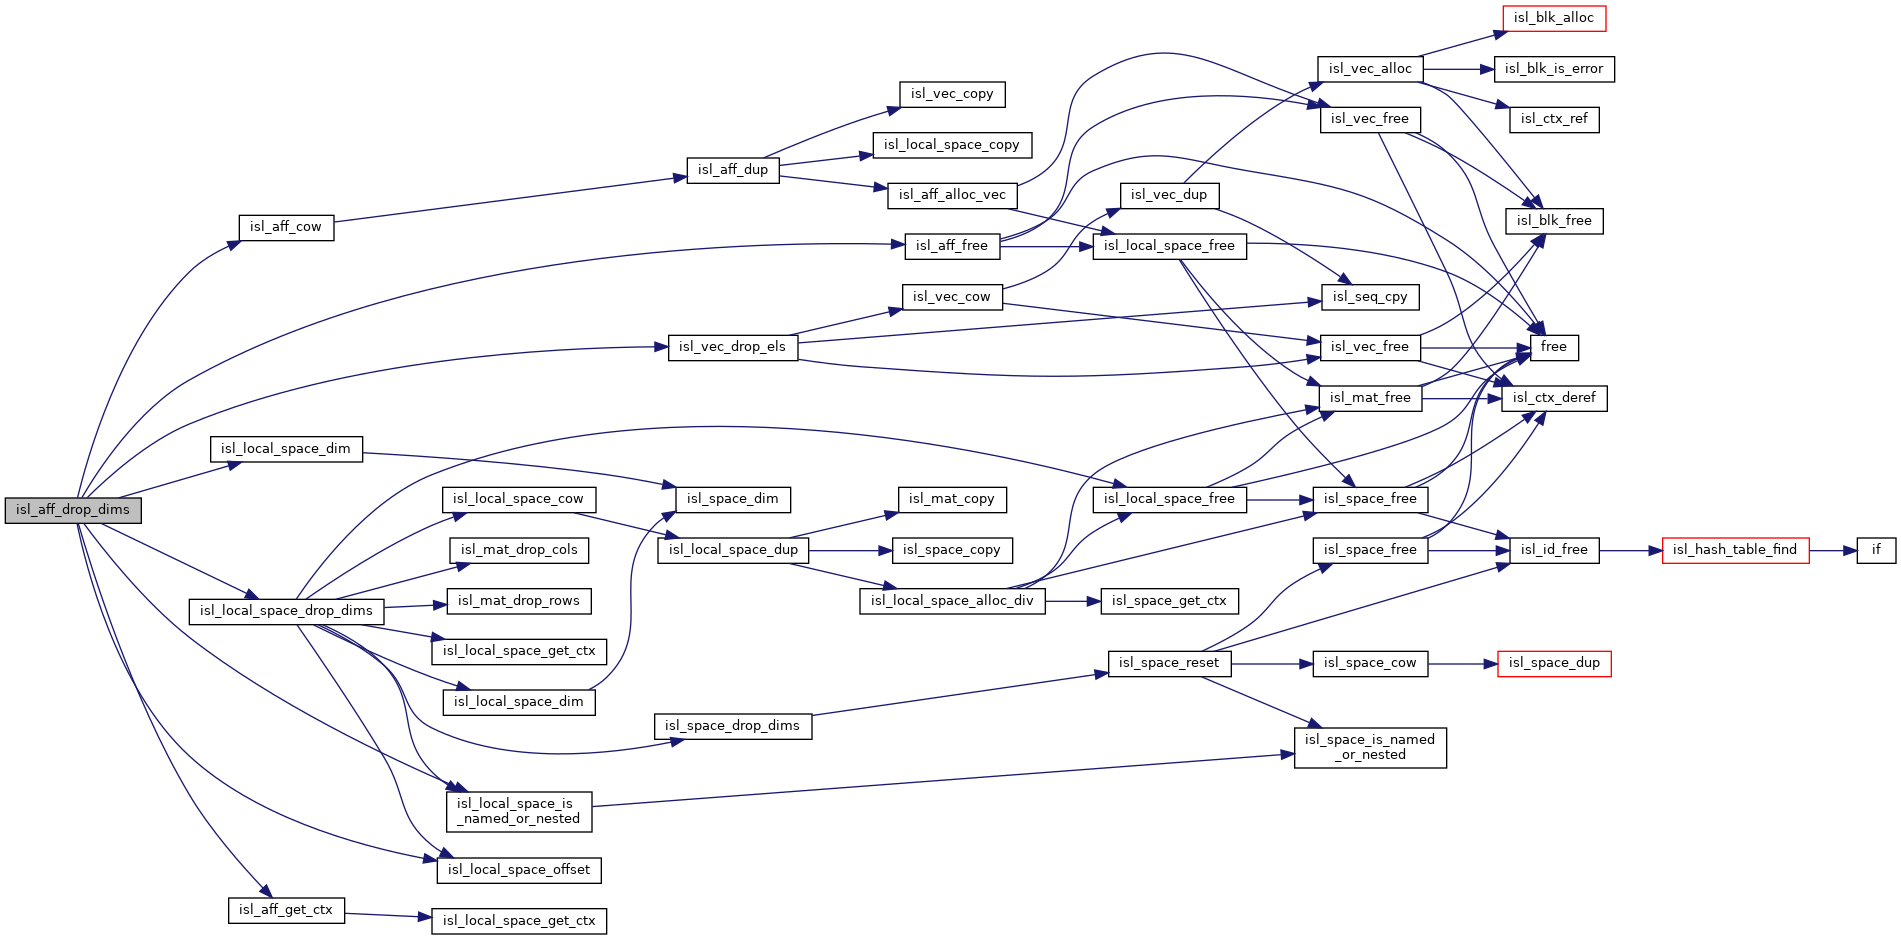 isl_blk_alloc
isl_vec_alloc
isl_blk_is_error
isl_vec_copy
isl_vec_free
isl_ctx_ref
isl_local_space_copy
isl_aff_dup
isl_aff_alloc_vec
isl_vec_dup
isl_blk_free
isl_aff_cow
isl_aff_free
isl_local_space_free
isl_vec_cow
isl_seq_cpy
isl_vec_drop_els
isl_vec_free
free
isl_mat_free
isl_ctx_deref
isl_local_space_dim
isl_local_space_cow
isl_space_dim
isl_mat_copy
isl_local_space_free
isl_space_free
isl_aff_drop_dims
isl_mat_drop_cols
isl_local_space_dup
isl_space_copy
isl_space_free
isl_id_free
isl_hash_table_find
if
isl_local_space_drop_dims
isl_mat_drop_rows
isl_local_space_alloc_div
isl_space_get_ctx
isl_local_space_get_ctx
isl_space_reset
isl_space_cow
isl_space_dup
isl_local_space_dim
isl_space_drop_dims
isl_space_is_named
_or_nested
isl_local_space_is
_named_or_nested
isl_local_space_offset
isl_aff_get_ctx
isl_local_space_get_ctx